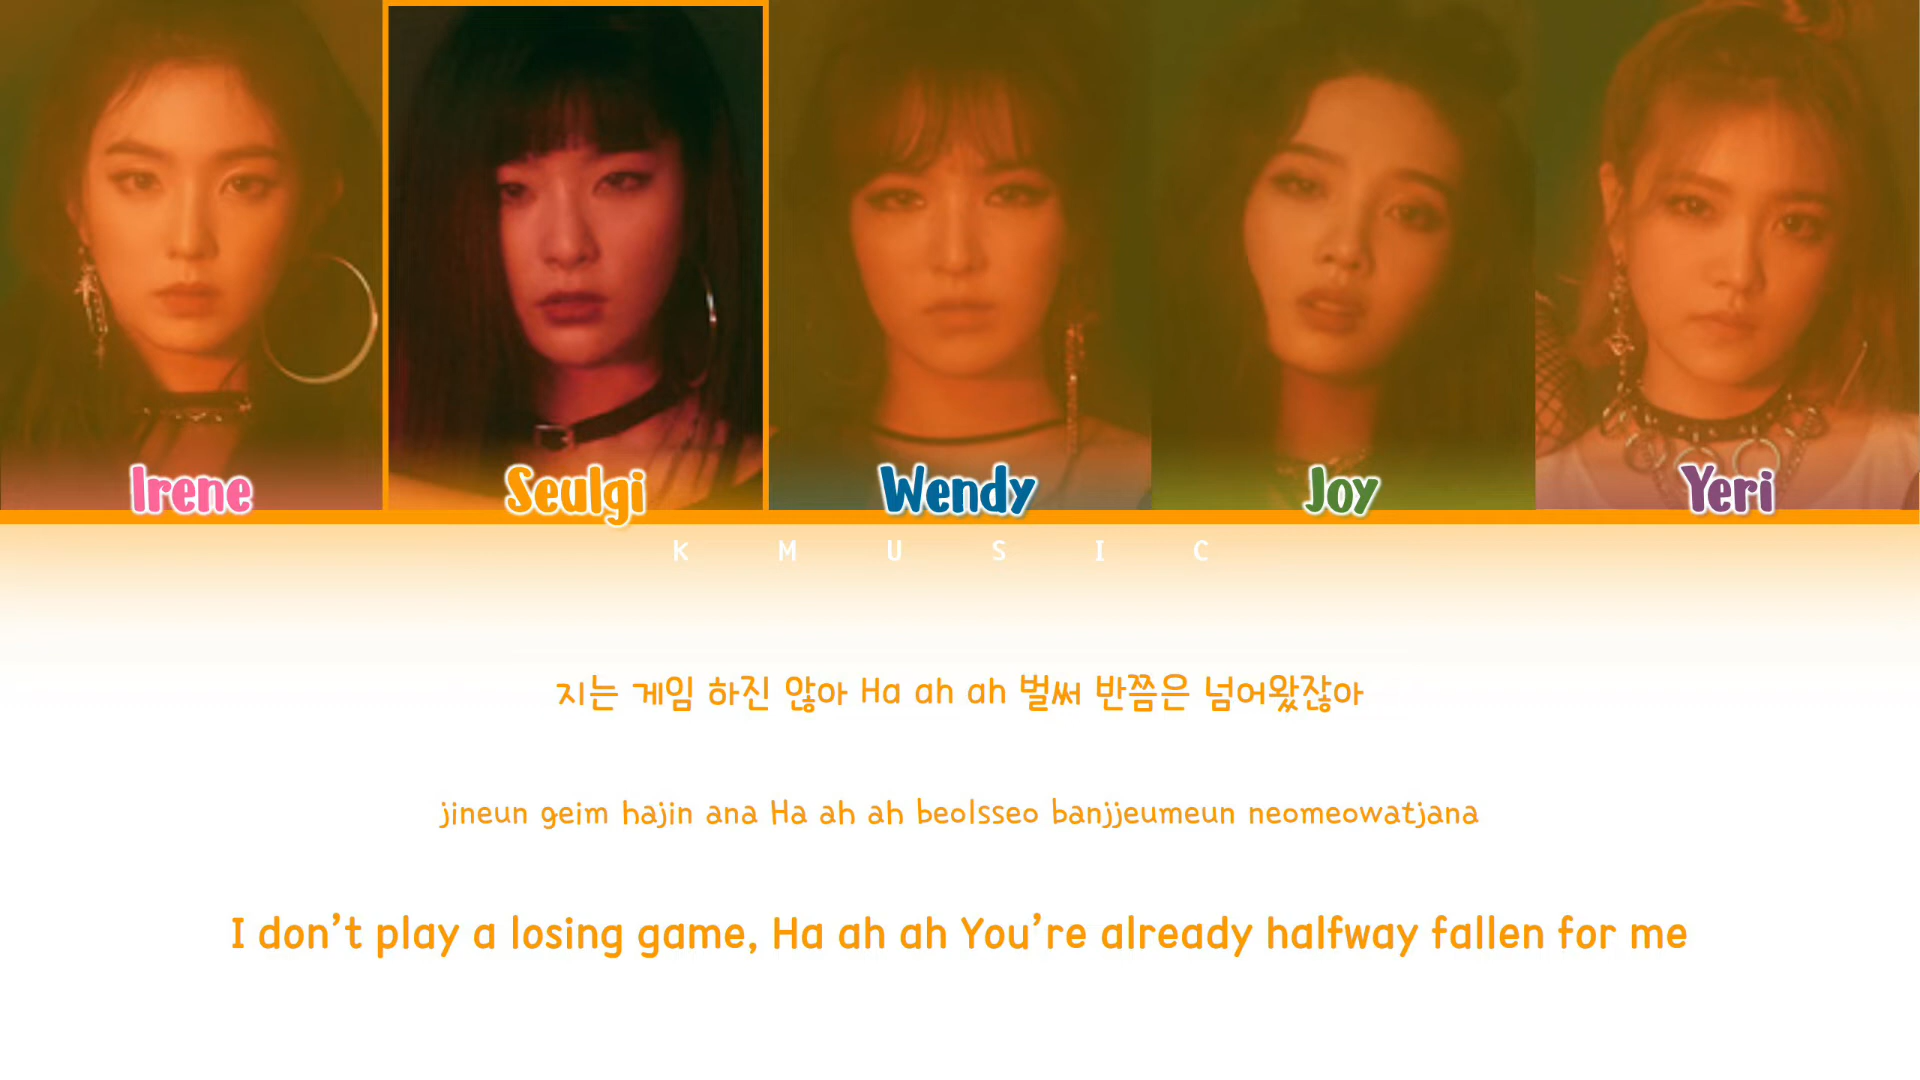 Irene Seulgi Wendy Joy Yeri
K M U S I C
지는 게임 하진 않아 Ha ah ah 벌써 반쯤은 넘어왔잖아
jineun geim hajin ana Ha ah ah beolsseo banjjeumeun neomeowatjana
I don’t play a losing game, Ha ah ah You’re already halfway fallen for me